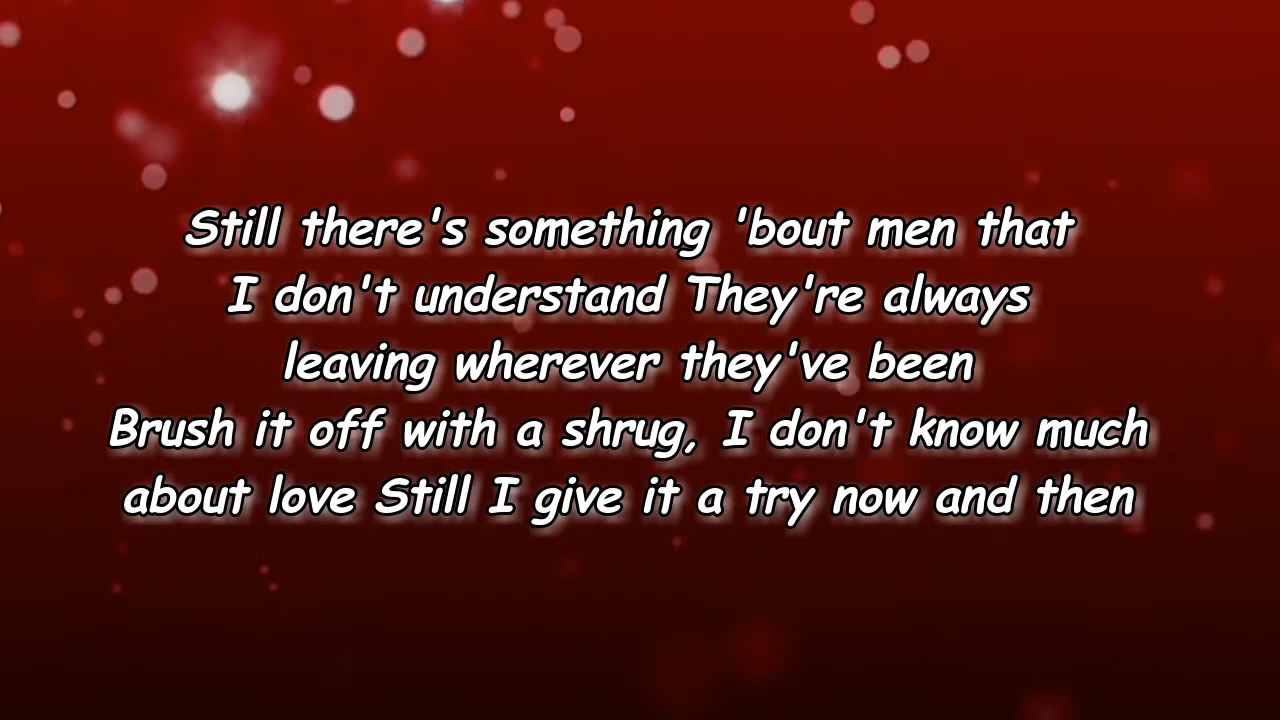 Still there's something 'bout men that
I don't understand They're always
leaving wherever they've been
Brush it off with a shrug, I don't know much
about love Still I give it a try now and then